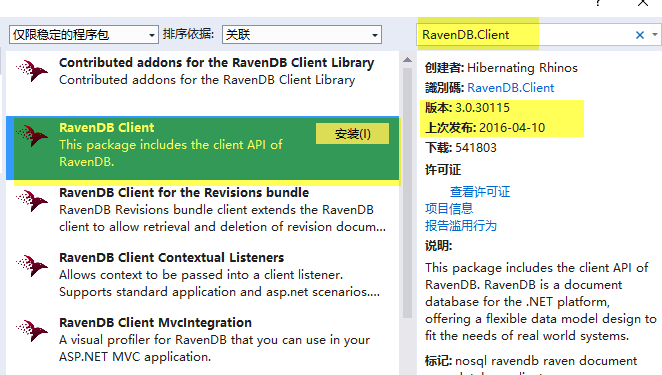 仅限稳定的程序包
排序依据:
关联
RavenDB.Client
Contributed addons for the RavenDB Client Library
Contributed addons for the RavenDB Client Library
RavenDB Client
安装(I)
This package includes the client API of
RavenDB.
RavenDB Client for the Revisions bundle
RavenDB Revisions bundle client extends the RavenDB
client to allow retrieval and deletion of revision docum...
RavenDB Client Contextual Listeners
Allows context to be passed into a client listener.
Supports standard application and asp.net scenarios....
RavenDB Client MvcIntegration
A visual profiler for RavenDB that you can use in your
ASP.NET MVC application.
创建者: Hibernating Rhinos
識別碼: RavenDB.Client
版本: 3.0.30115
上次发布: 2016-04-10
下载: 541803
许可证
查看许可证
项目信息
报告滥用行为
说明:
This package includes the client API of
RavenDB. RavenDB is a document
database for the .NET platform,
offering a flexible data model design to
fit the needs of real world systems.
标记: nosql ravendb raven document